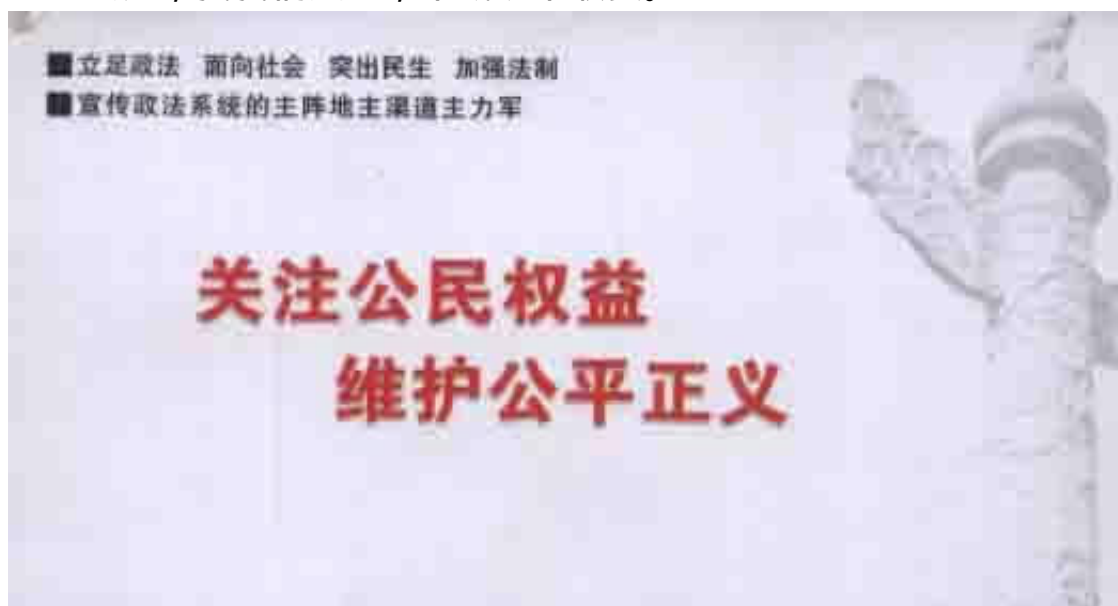 ■立足政法 面向社会 突出民生 加强法制
■宣传政法系统的主阵地主渠道主力军
关注公民权益
维护公平正义